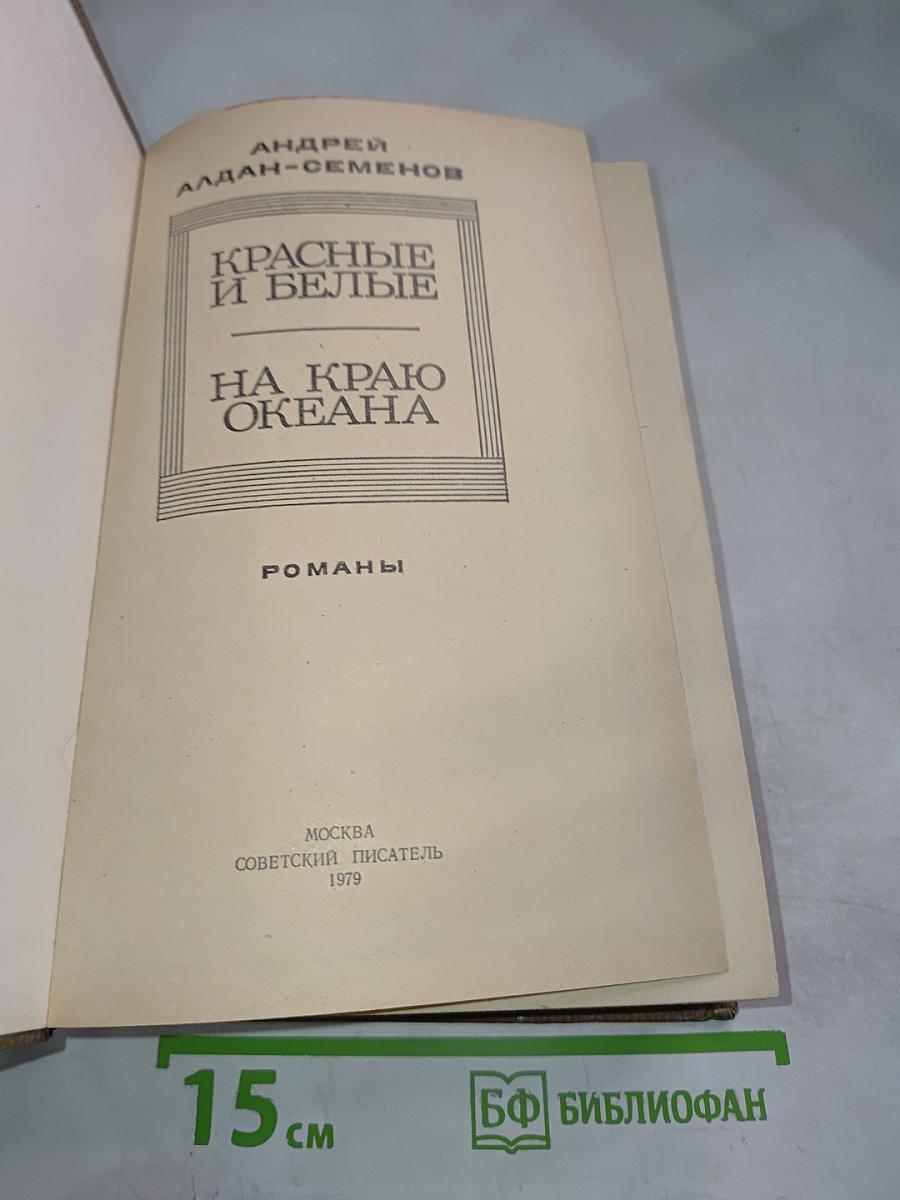 АНДРЕЙ
АЛДАН-СЕМЕНОВ
КРАСНЫЕ
И БЕЛЫЕ
НА КРАЮ
ОКЕАНА
РОМАНЫ
МОСКВА
СОВЕТСКИЙ ПИСАТЕЛЬ
1979
15 см
БФ БИБЛИОФАН